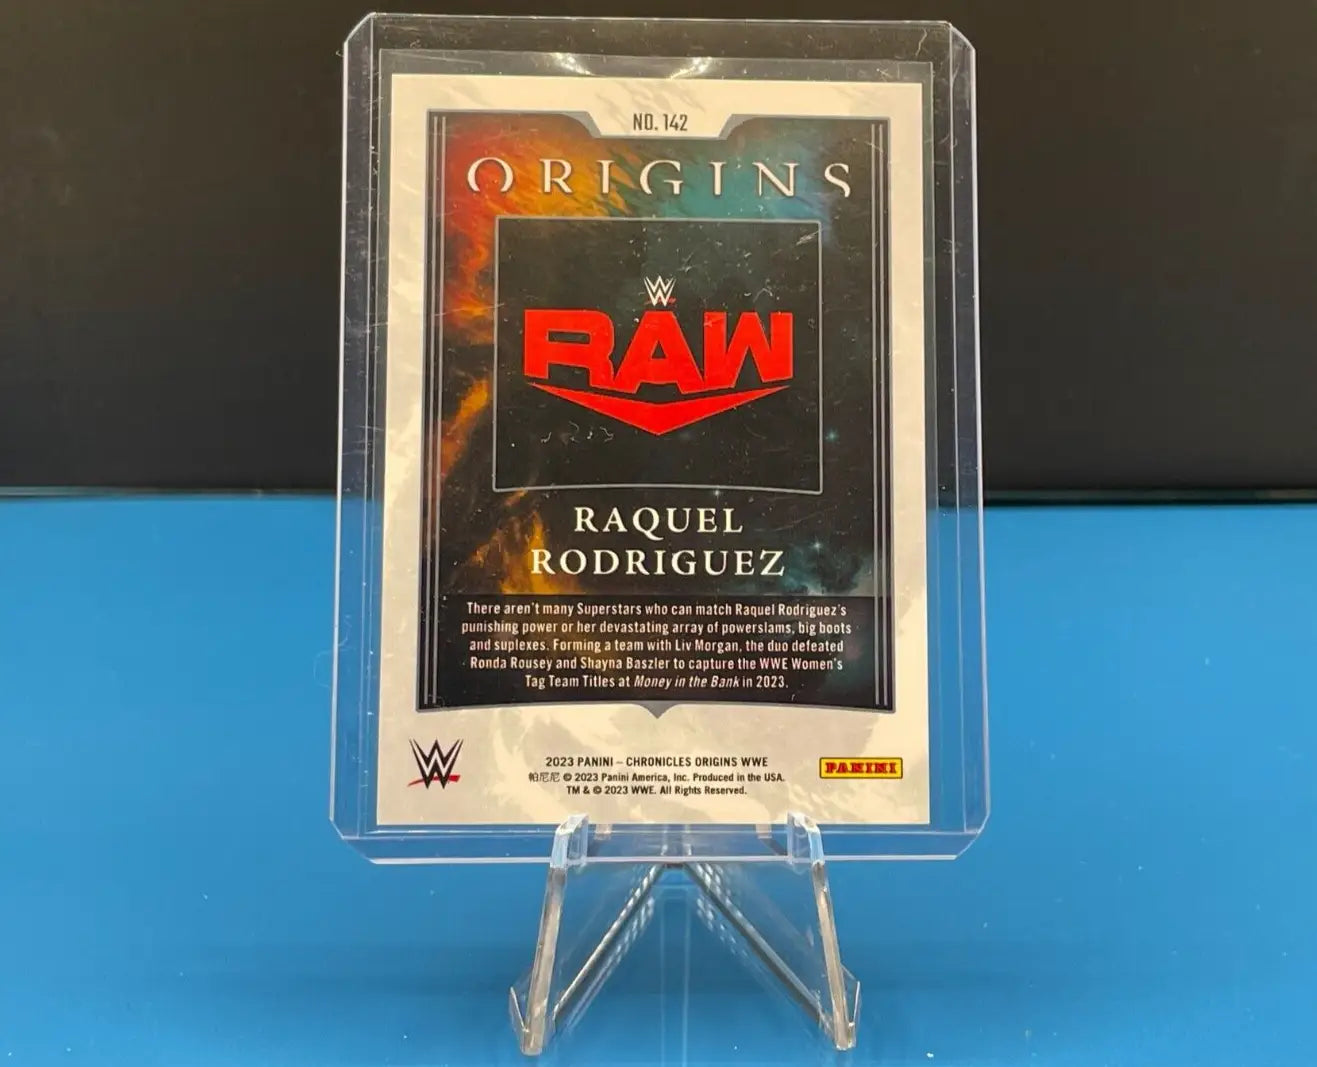 NO. 142
ORIGINS
W
RAW
RAQUEL
RODRIGUEZ
There aren't many Superstars who can match Raquel Rodriguez's
punishing power or her devastating array of powerslams, big boots
and suplexes. Forming a team with Liv Morgan, the duo defeated
Ronda Rousey and Shayna Baszler to capture the WWE Women's
Tag Team Titles at Money in the Bank in 2023.
W
2023 PANINI – CHRONICLES ORIGINS WWE
帕尼尼 © 2023 Panini America, Inc. Produced in the USA.
TM & © 2023 WWE. All Rights Reserved.
PANINI